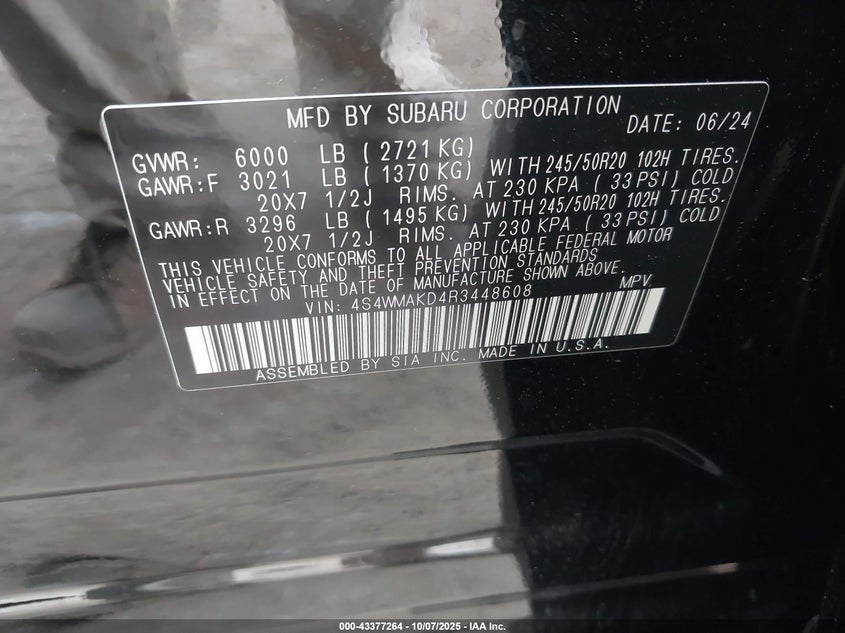 MFD BY SUBARU CORPORATION DATE: 06/24
GVWR: 6000 LB (2721 KG)
GAWR:F 3021 LB (1370 KG) WITH 245/50R20 102H TIRES.
20X7 1/2J RIMS. AT 230 KPA (33 PSI) COLD
GAWR:R 3296 LB (1495 KG) WITH 245/50R20 102H TIRES.
20X7 1/2J RIMS. AT 230 KPA (33 PSI) COLD
THIS VEHICLE CONFORMS TO ALL APPLICABLE FEDERAL MOTOR
VEHICLE SAFETY AND THEFT PREVENTION STANDARDS
IN EFFECT ON THE DATE OF MANUFACTURE SHOWN ABOVE.
VIN: 4S4WMAKD4R3448608 MPV
ASSEMBLED BY SIA INC. MADE IN U.S.A.
000-43377264 - 10/07/2025 - IAA Inc.